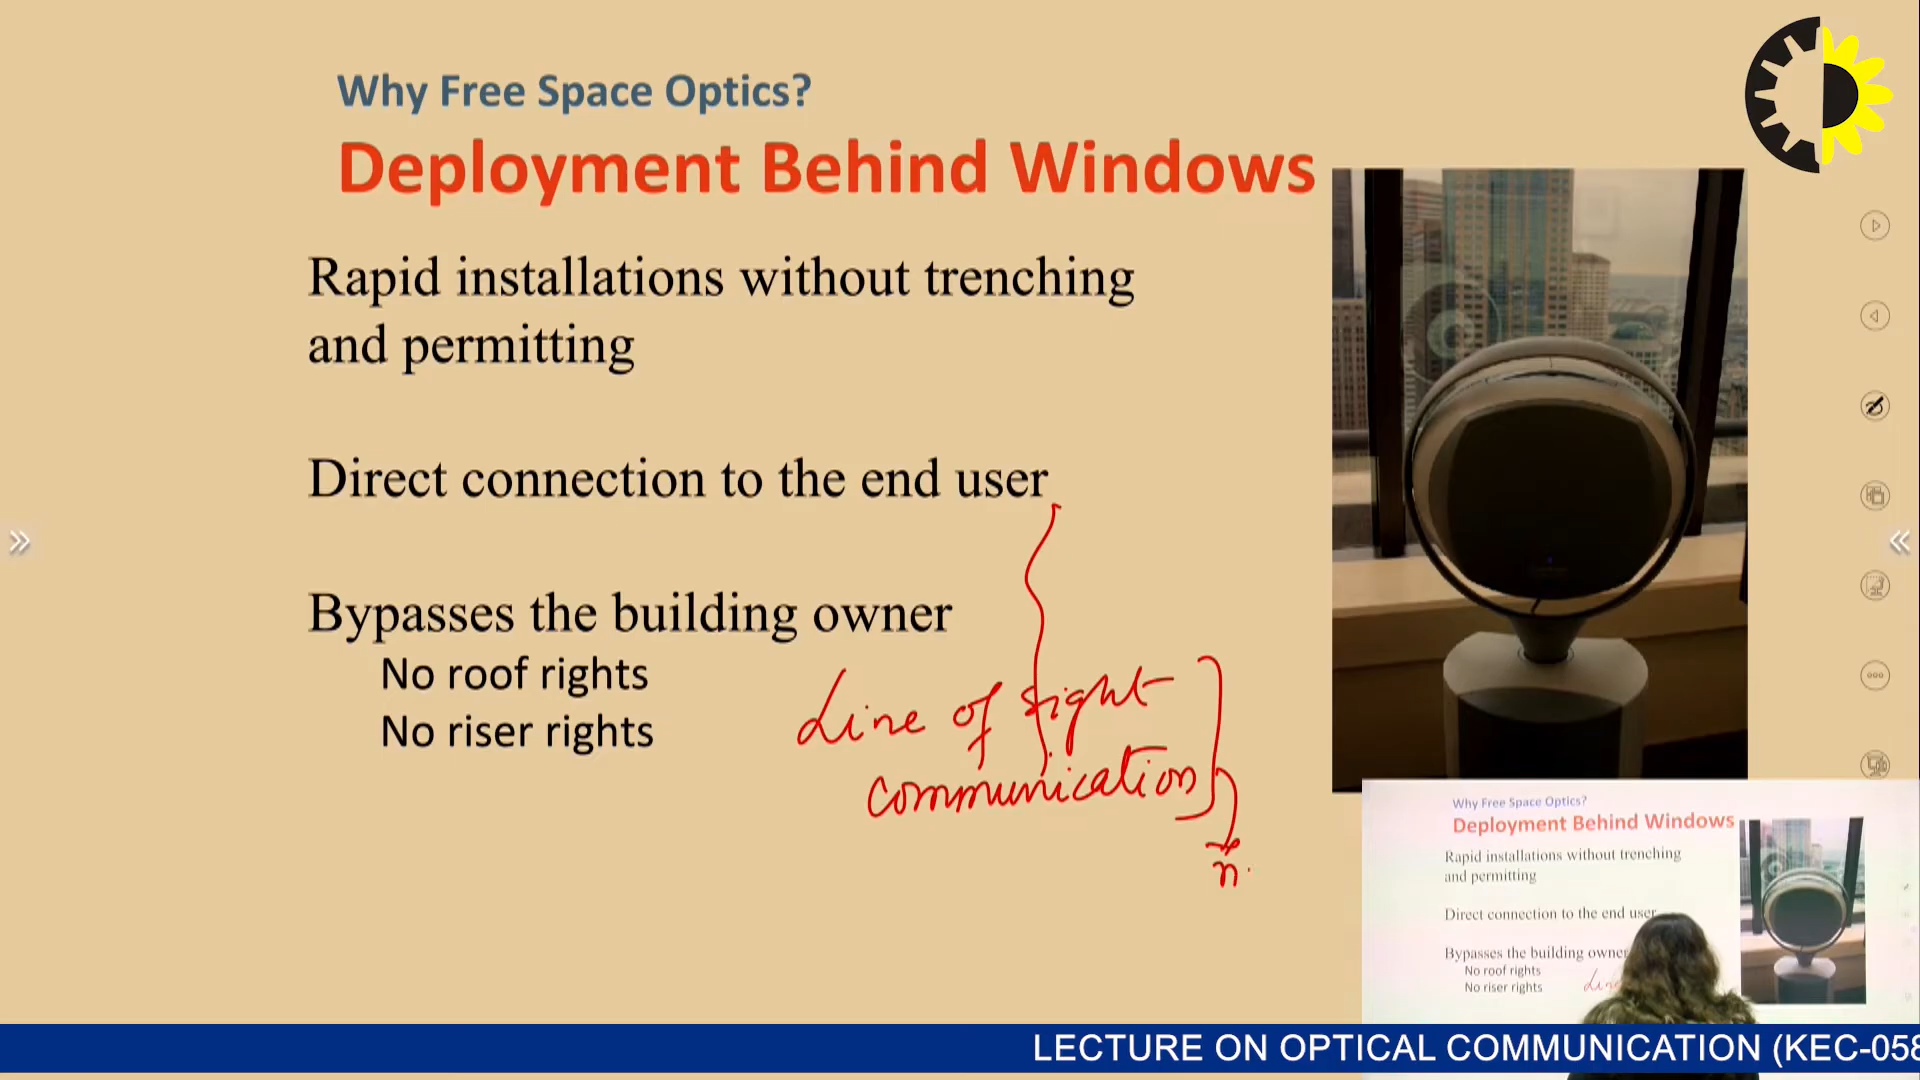 Why Free Space Optics?
Deployment Behind Windows
Rapid installations without trenching
and permitting
Direct connection to the end user
Bypasses the building owner
No roof rights
No riser rights
Line of sight
communication
n.
Why Free Space Optics?
Deployment Behind Windows
Rapid installations without trenching
and permitting
Direct connection to the end user
Bypasses the building owner
No roof rights
No riser rights
Line
LECTURE ON OPTICAL COMMUNICATION (KEC-058